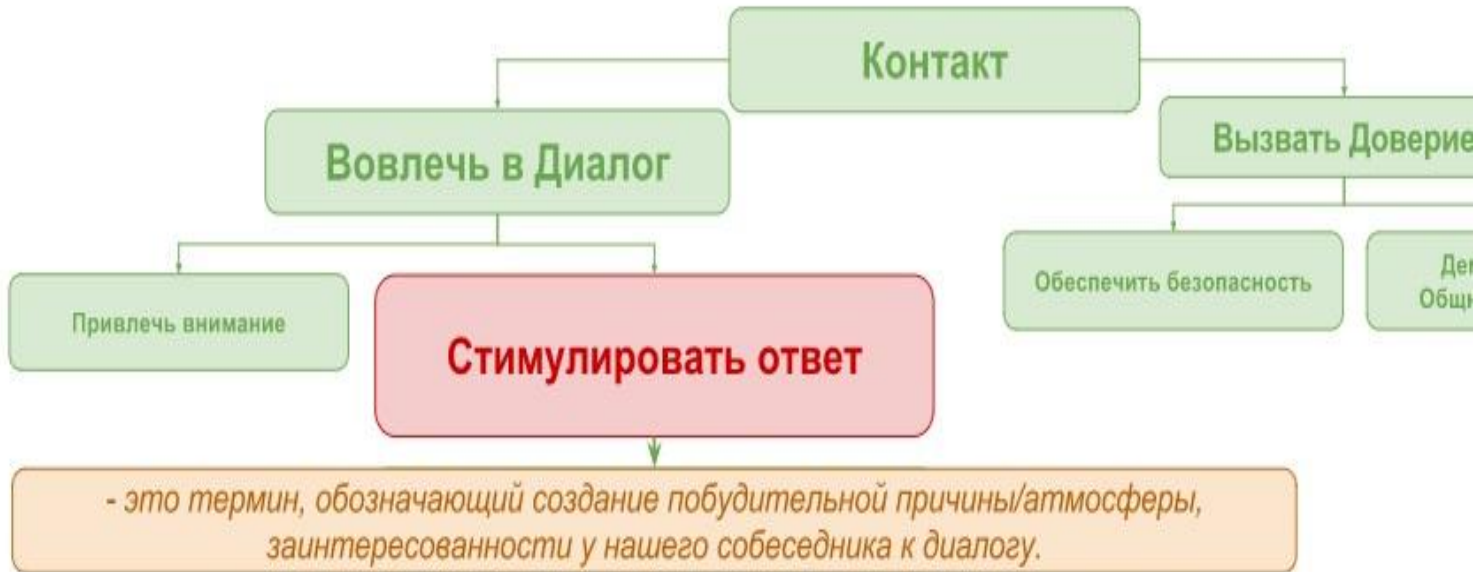 Контакт
Вовлечь в Диалог
Вызвать Доверие
Привлечь внимание
Стимулировать ответ
Обеспечить безопасность
- это термин, обозначающий создание побудительной причины/атмосферы,
заинтересованности у нашего собеседника к диалогу.